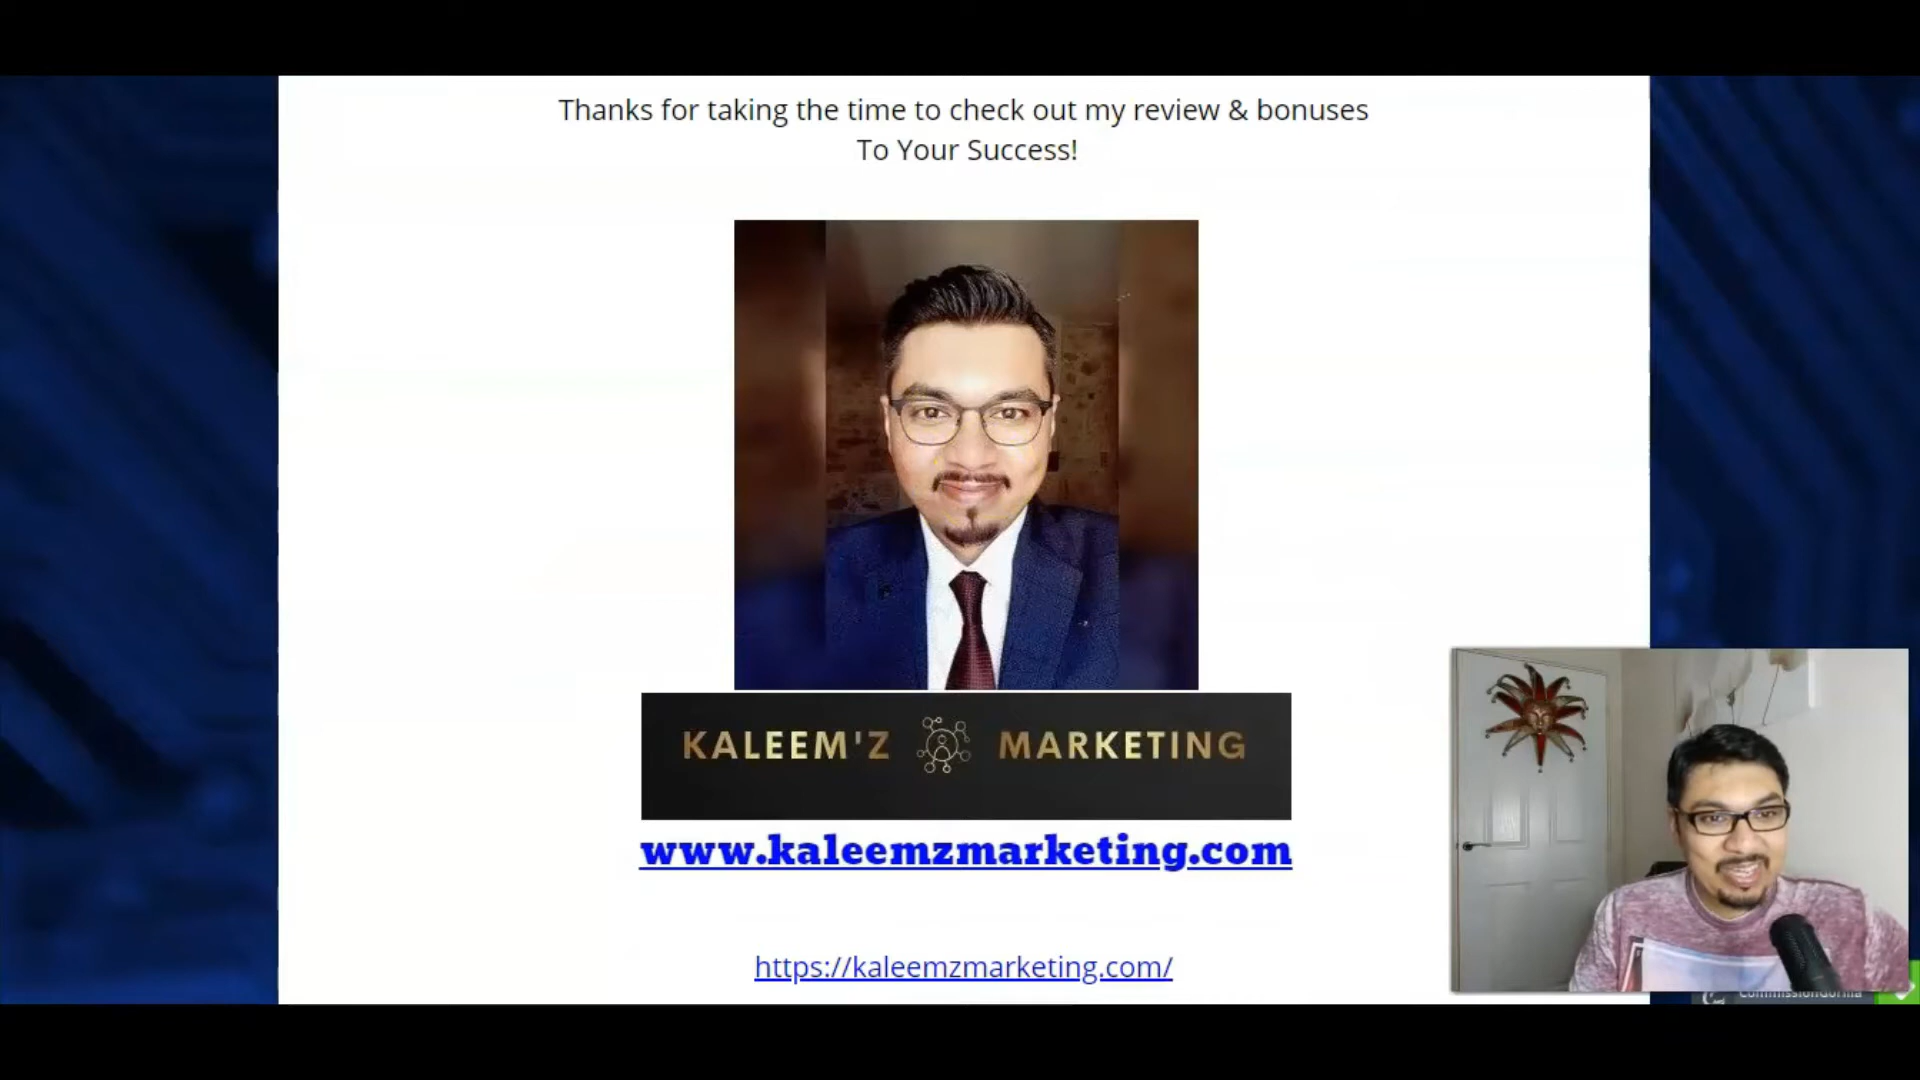 Thanks for taking the time to check out my review & bonuses
To Your Success!
KALEEM'Z MARKETING
www.kaleemzmarketing.com
https://kaleemzmarketing.com/
CommissionGorilla